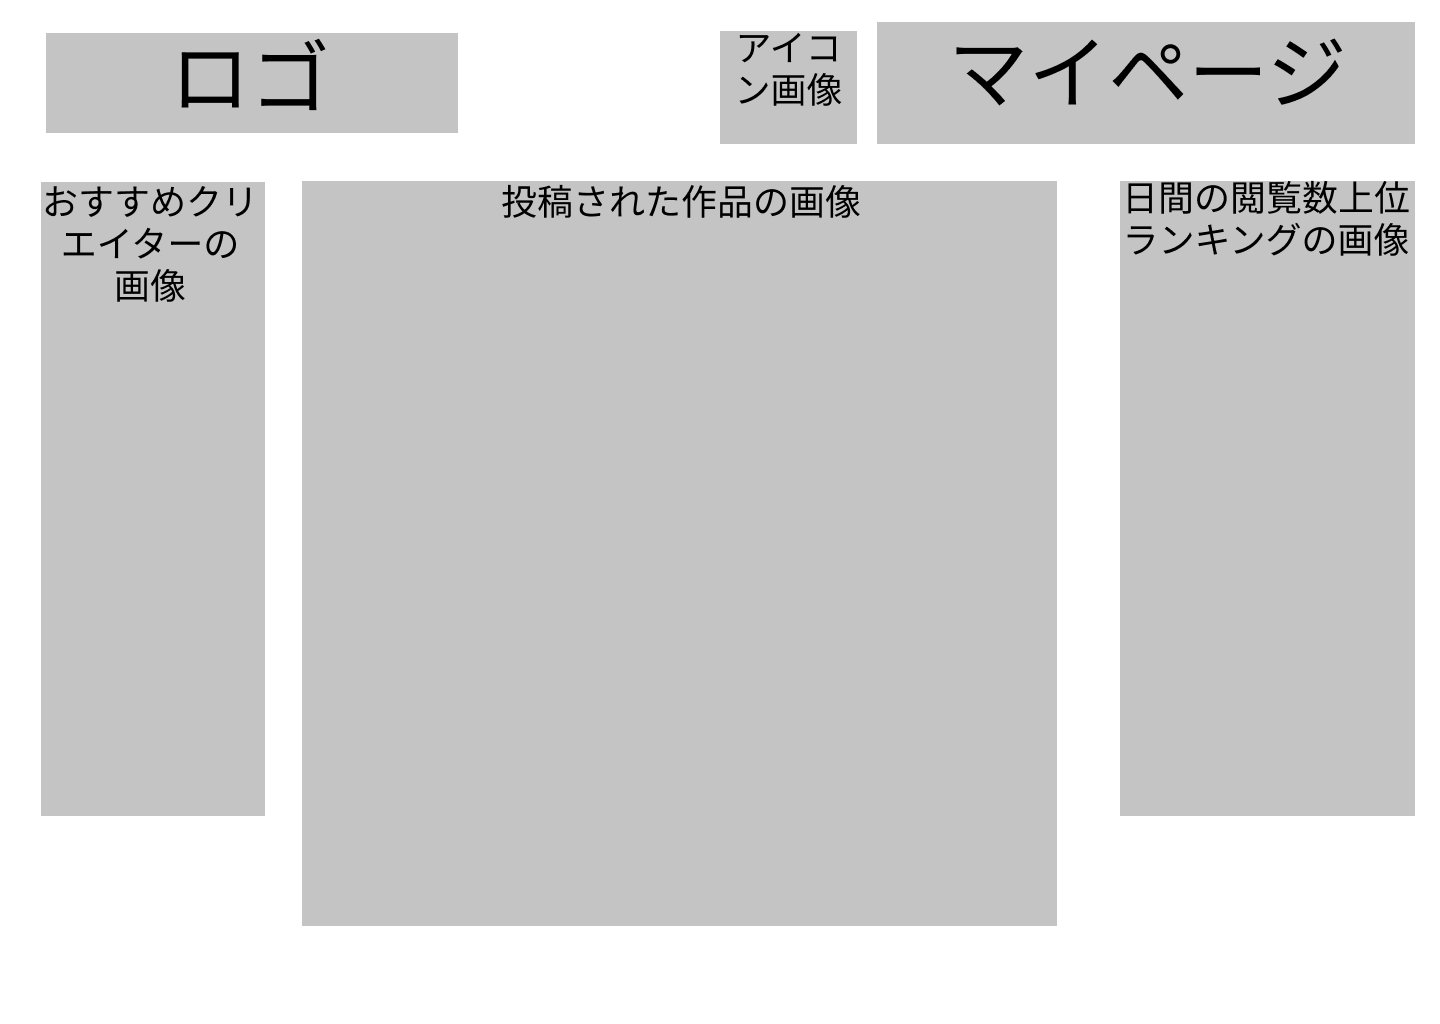 ロゴ
アイコ
ン画像
マイページ
おすすめクリ
エイターの
画像
投稿された作品の画像
日間の閲覧数上位
ランキングの画像